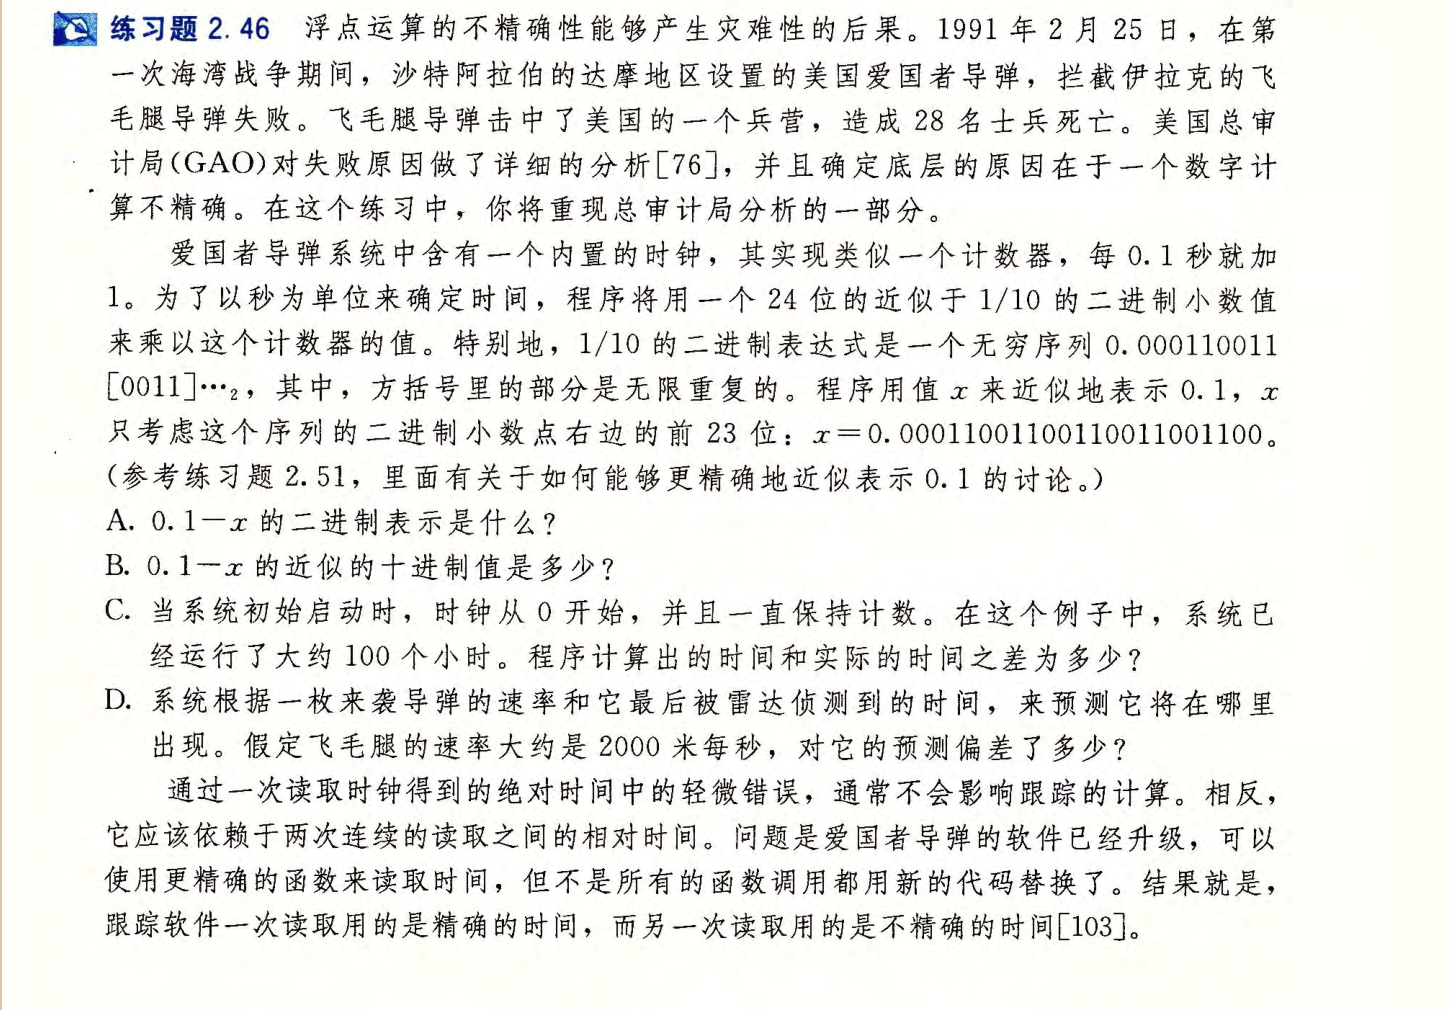 练习题 2.46 浮点运算的不精确性能够产生灾难性的后果。1991 年 2 月 25 日，在第
一次海湾战争期间，沙特阿拉伯的达摩地区设置的美国爱国者导弹，拦截伊拉克的飞
毛腿导弹失败。飞毛腿导弹击中了美国的一个兵营，造成 28 名士兵死亡。美国总审
计局(GAO)对失败原因做了详细的分析[76]，并且确定底层的原因在于一个数字计
算不精确。在这个练习中，你将重现总审计局分析的一部分。
爱国者导弹系统中含有一个内置的时钟，其实现类似一个计数器，每 0.1 秒就加
1。为了以秒为单位来确定时间，程序将用一个 24 位的近似于 1/10 的二进制小数值
来乘以这个计数器的值。特别地，1/10 的二进制表达式是一个无穷序列 0.000110011
[0011]…₂，其中，方括号里的部分是无限重复的。程序用值 x 来近似地表示 0.1，x
只考虑这个序列的二进制小数点右边的前 23 位：x＝0.00011001100110011001100。
(参考练习题 2.51，里面有关于如何能够更精确地近似表示 0.1 的讨论。)
A. 0.1－x 的二进制表示是什么？
B. 0.1－x 的近似的十进制值是多少？
C. 当系统初始启动时，时钟从 0 开始，并且一直保持计数。在这个例子中，系统已
经运行了大约 100 个小时。程序计算出的时间和实际的时间之差为多少？
D. 系统根据一枚来袭导弹的速率和它最后被雷达侦测到的时间，来预测它将在哪里
出现。假定飞毛腿的速率大约是 2000 米每秒，对它的预测偏差了多少？
通过一次读取时钟得到的绝对时间中的轻微错误，通常不会影响跟踪的计算。相反，
它应该依赖于两次连续的读取之间的相对时间。问题是爱国者导弹的软件已经升级，可以
使用更精确的函数来读取时间，但不是所有的函数调用都用新的代码替换了。结果就是，
跟踪软件一次读取用的是精确的时间，而另一次读取用的是不精确的时间[103]。